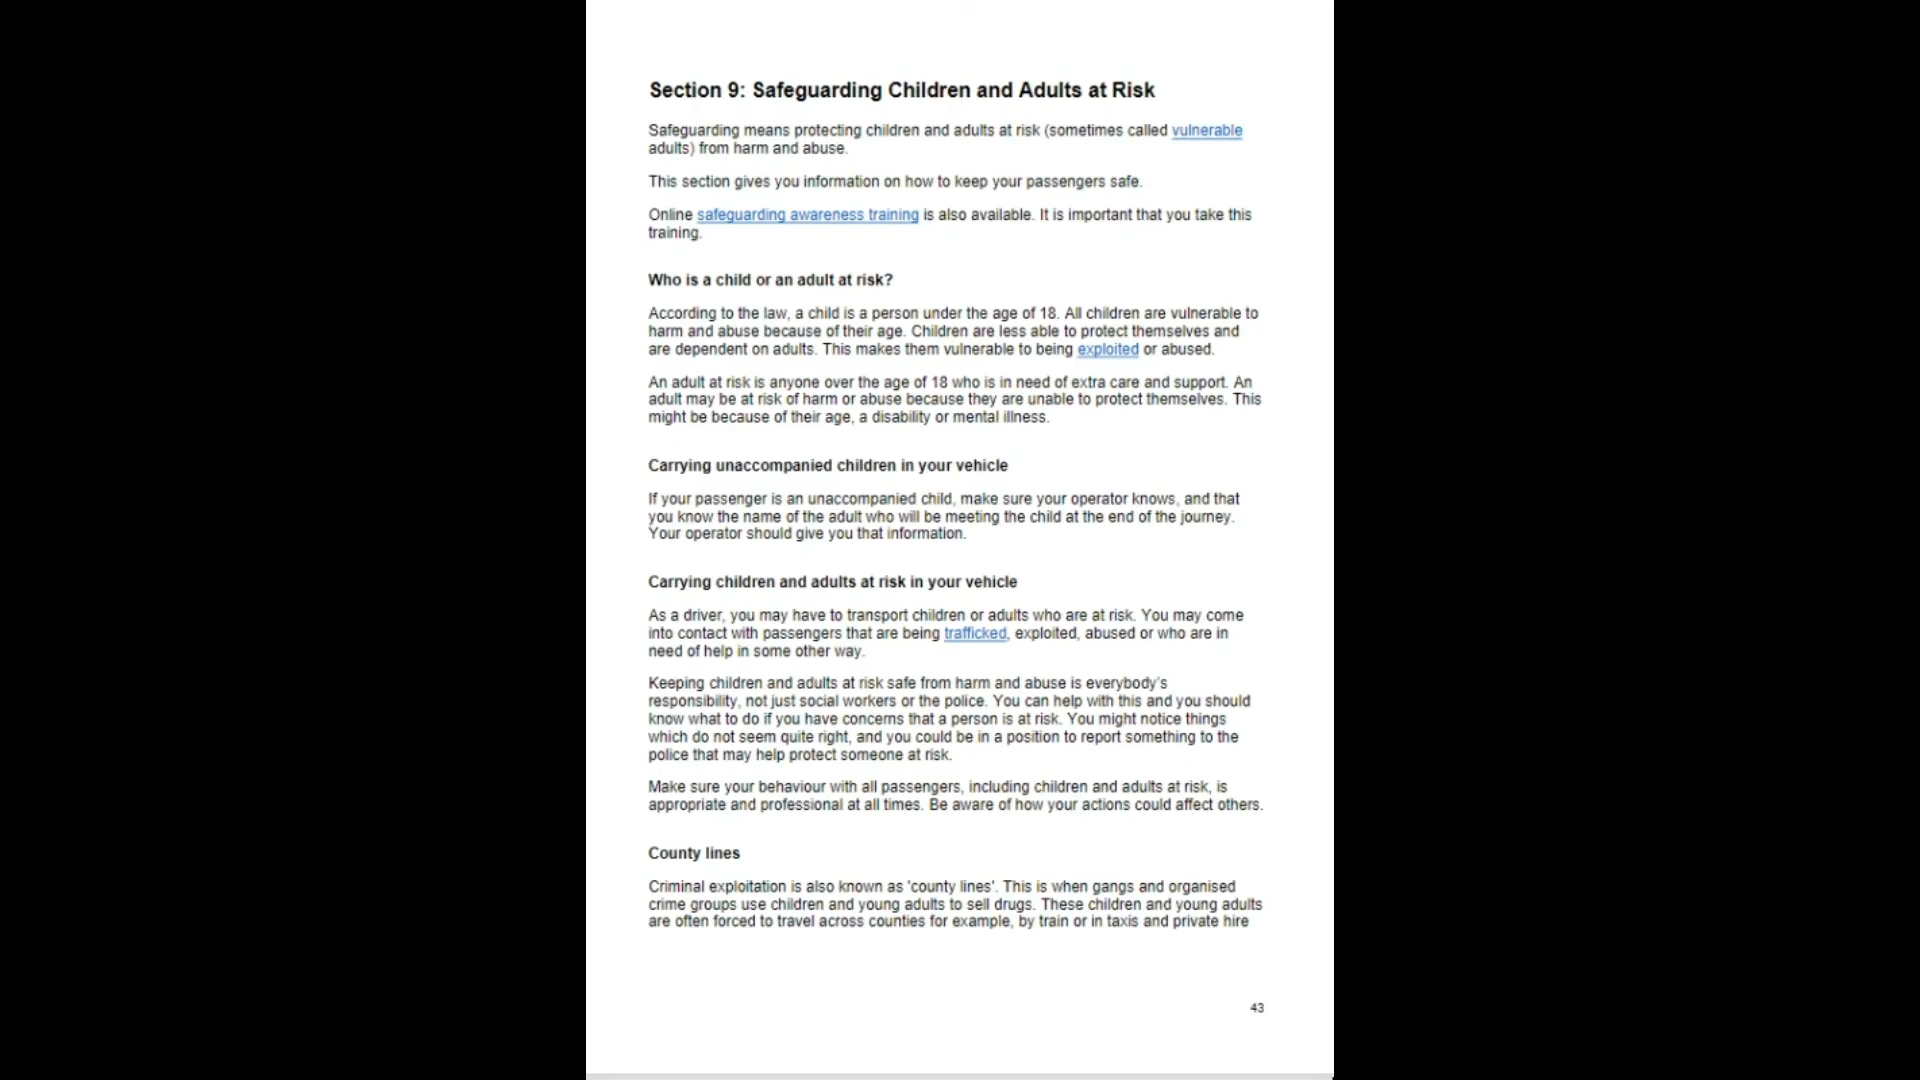 Section 9: Safeguarding Children and Adults at Risk
Safeguarding means protecting children and adults at risk (sometimes called vulnerable
adults) from harm and abuse.
This section gives you information on how to keep your passengers safe.
Online safeguarding awareness training is also available. It is important that you take this
training.
Who is a child or an adult at risk?
According to the law, a child is a person under the age of 18. All children are vulnerable to
harm and abuse because of their age. Children are less able to protect themselves and
are dependent on adults. This makes them vulnerable to being exploited or abused.
An adult at risk is anyone over the age of 18 who is in need of extra care and support. An
adult may be at risk of harm or abuse because they are unable to protect themselves. This
might be because of their age, a disability or mental illness.
Carrying unaccompanied children in your vehicle
If your passenger is an unaccompanied child, make sure your operator knows, and that
you know the name of the adult who will be meeting the child at the end of the journey.
Your operator should give you that information.
Carrying children and adults at risk in your vehicle
As a driver, you may have to transport children or adults who are at risk. You may come
into contact with passengers that are being trafficked, exploited, abused or who are in
need of help in some other way.
Keeping children and adults at risk safe from harm and abuse is everybody's
responsibility, not just social workers or the police. You can help with this and you should
know what to do if you have concerns that a person is at risk. You might notice things
which do not seem quite right, and you could be in a position to report something to the
police that may help protect someone at risk.
Make sure your behaviour with all passengers, including children and adults at risk, is
appropriate and professional at all times. Be aware of how your actions could affect others.
County lines
Criminal exploitation is also known as 'county lines'. This is when gangs and organised
crime groups use children and young adults to sell drugs. These children and young adults
are often forced to travel across counties for example, by train or in taxis and private hire
43